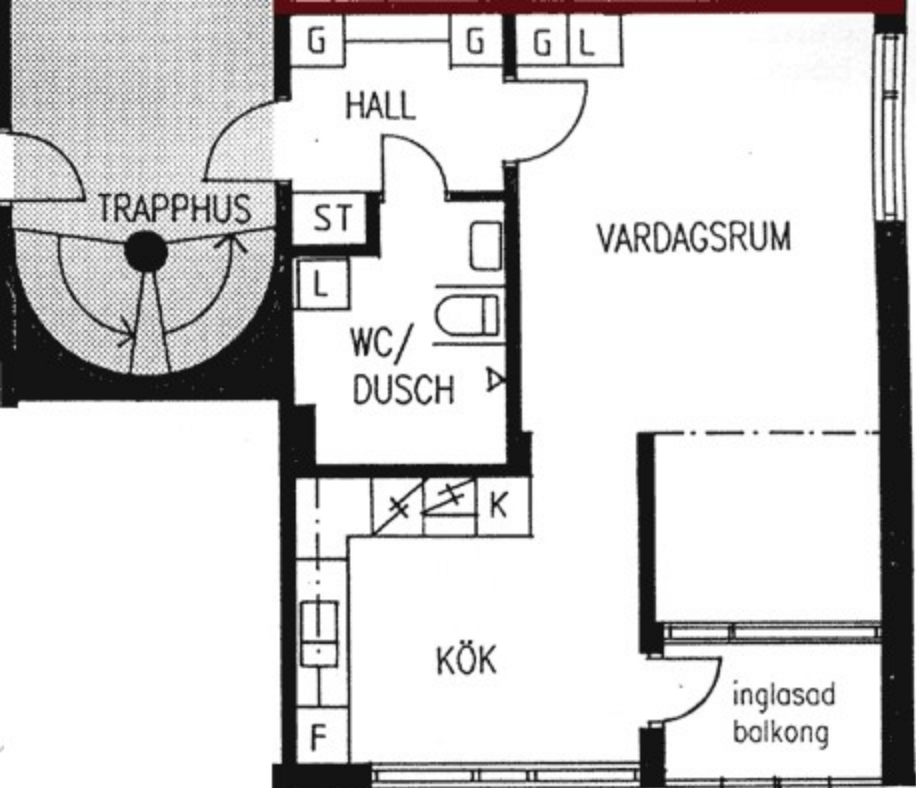 G
G
G
L
HALL
TRAPPHUS
ST
VARDAGSRUM
L
WC/
DUSCH
K
KÖK
inglasad
balkong
F